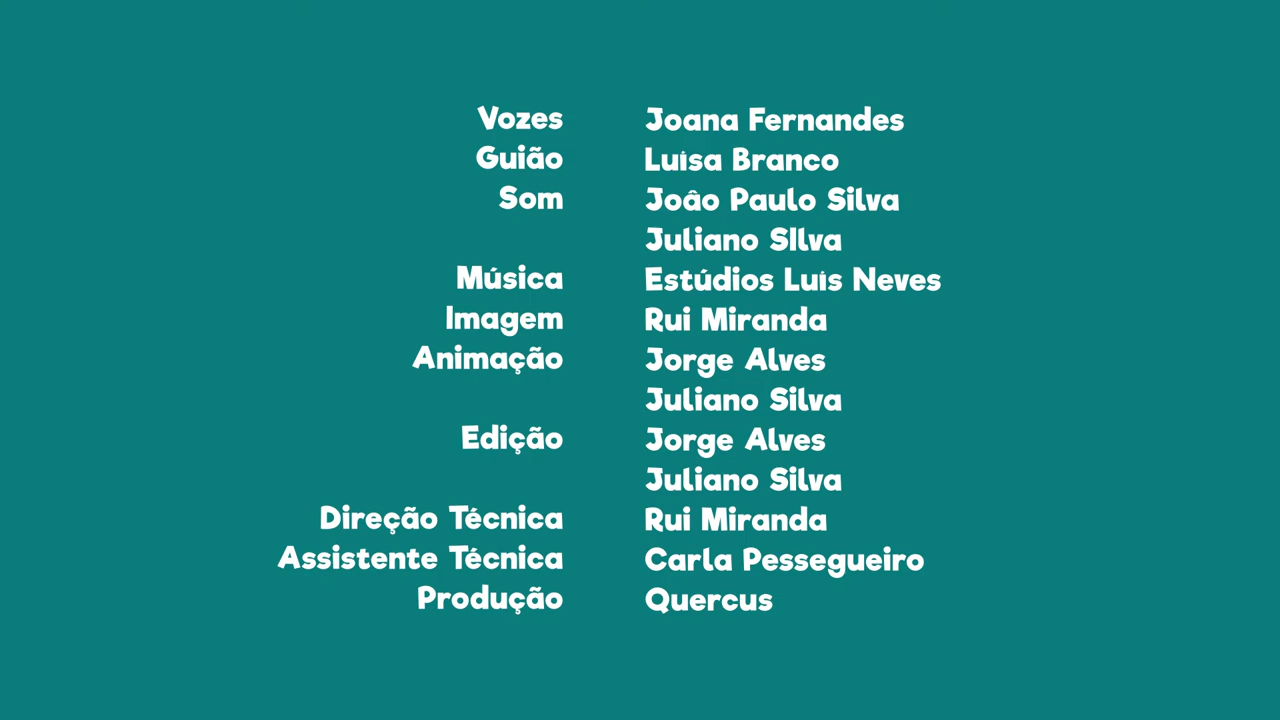 Vozes Joana Fernandes
Guião Luísa Branco
Som Joâo Paulo Silva
Juliano SIlva
Música Estúdios Luís Neves
Imagem Rui Miranda
Animação Jorge Alves
Juliano Silva
Edição Jorge Alves
Juliano Silva
Direção Técnica Rui Miranda
Assistente Técnica Carla Pessegueiro
Produção Quercus